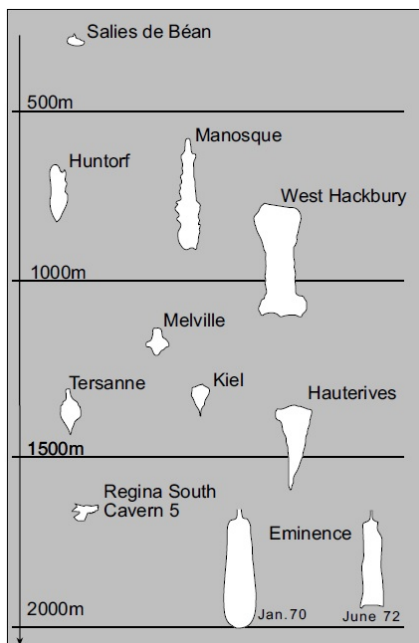 Salies de Béan
500m
Manosque
Huntorf
West Hackbury
1000m
Melville
Tersanne
Kiel
Hauterives
1500m
Regina South
Cavern 5
Eminence
Jan.70
June 72
2000m